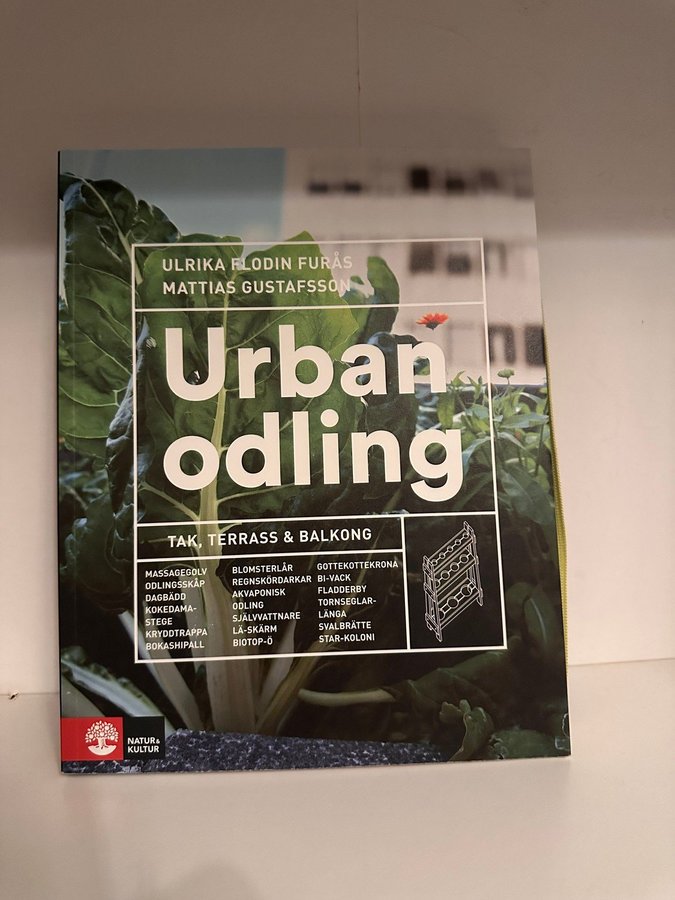 ULRIKA FLODIN FURÅS
MATTIAS GUSTAFSSON
Urban
odling
TAK, TERRASS & BALKONG
MASSAGEGOLV
ODLINGSSKÅP
DAGBÄDD
KOKEDAMA-
STEGE
KRYDDTRAPPA
BOKASHIPALL
BLOMSTERLÅR
REGNSKÖRDARKAR
AKVAPONISK
ODLING
SJÄLVVATTNARE
LÄ-SKÄRM
BIOTOP-Ö
GOTTEKOTTEKRONA
BI-VACK
FLADDERBY
TORNSEGLAR-
LÄNGA
SVALBRÄTTE
STAR-KOLONI
NATUR&
KULTUR